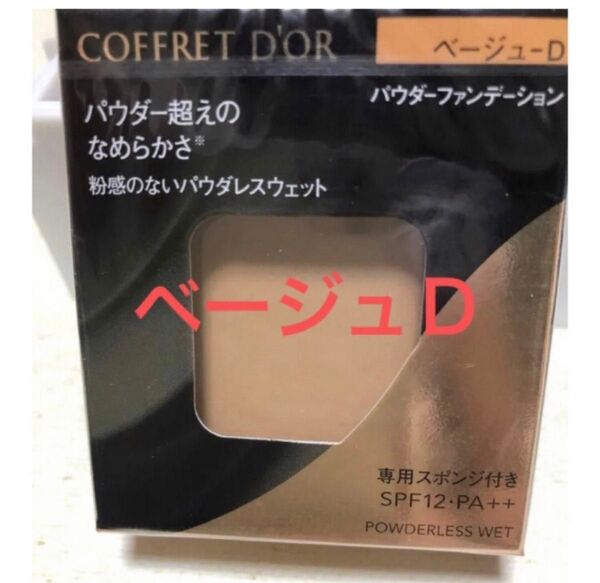 COFFRET D'OR
ベージュ-D
パウダーファンデーション
パウダー超えの
なめらかさ※
粉感のないパウダレスウェット
ベージュD
専用スポンジ付き
SPF12・PA++
POWDERLESS WET